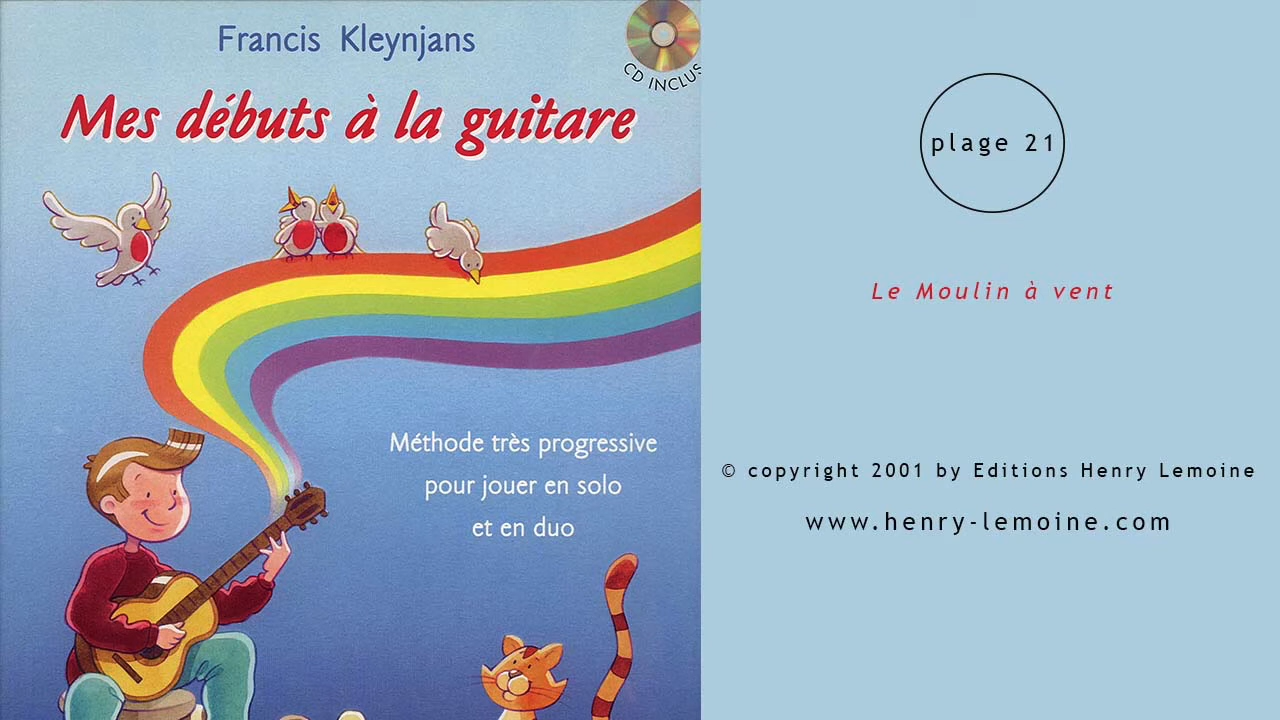 Francis Kleynjans
CD INCLUS
Mes débuts à la guitare
Méthode très progressive
pour jouer en solo
et en duo
plage 21
Le Moulin à vent
© copyright 2001 by Editions Henry Lemoine
www.henry-lemoine.com